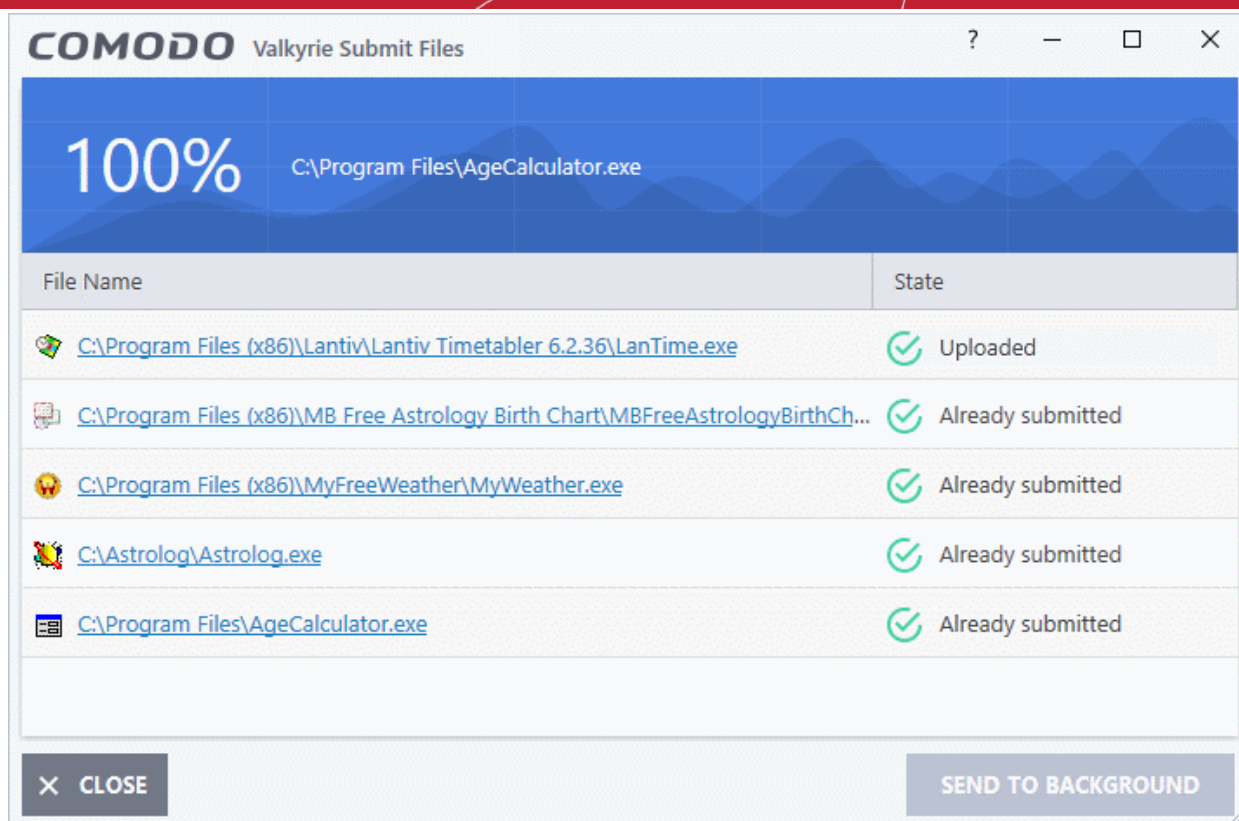 COMODO Valkyrie Submit Files
100% C:\Program Files\AgeCalculator.exe
File Name State
C:\Program Files (x86)\Lantiv\Lantiv Timetabler 6.2.36\LanTime.exe Uploaded
C:\Program Files (x86)\MB Free Astrology Birth Chart\MBFreeAstrologyBirthCh... Already submitted
C:\Program Files (x86)\MyFreeWeather\MyWeather.exe Already submitted
C:\Astrolog\Astrolog.exe Already submitted
C:\Program Files\AgeCalculator.exe Already submitted
CLOSE SEND TO BACKGROUND